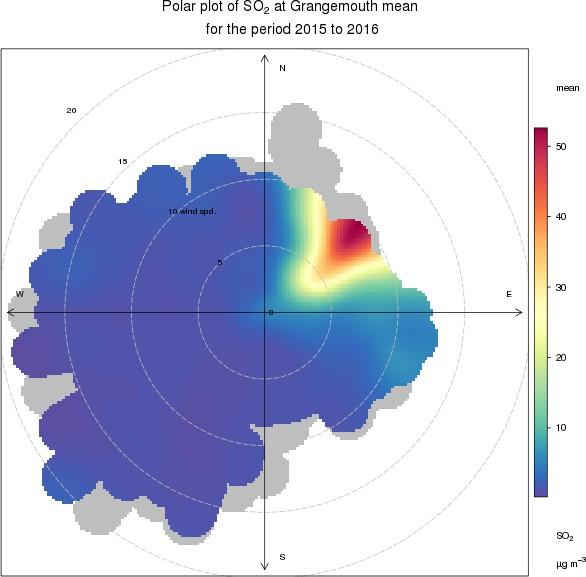 Polar plot of SO₂ at Grangemouth mean
for the period 2015 to 2016
N
mean
20
15
50
10 wind spd.
40
5
W
E
30
0
20
10
SO₂
S
µg m⁻³